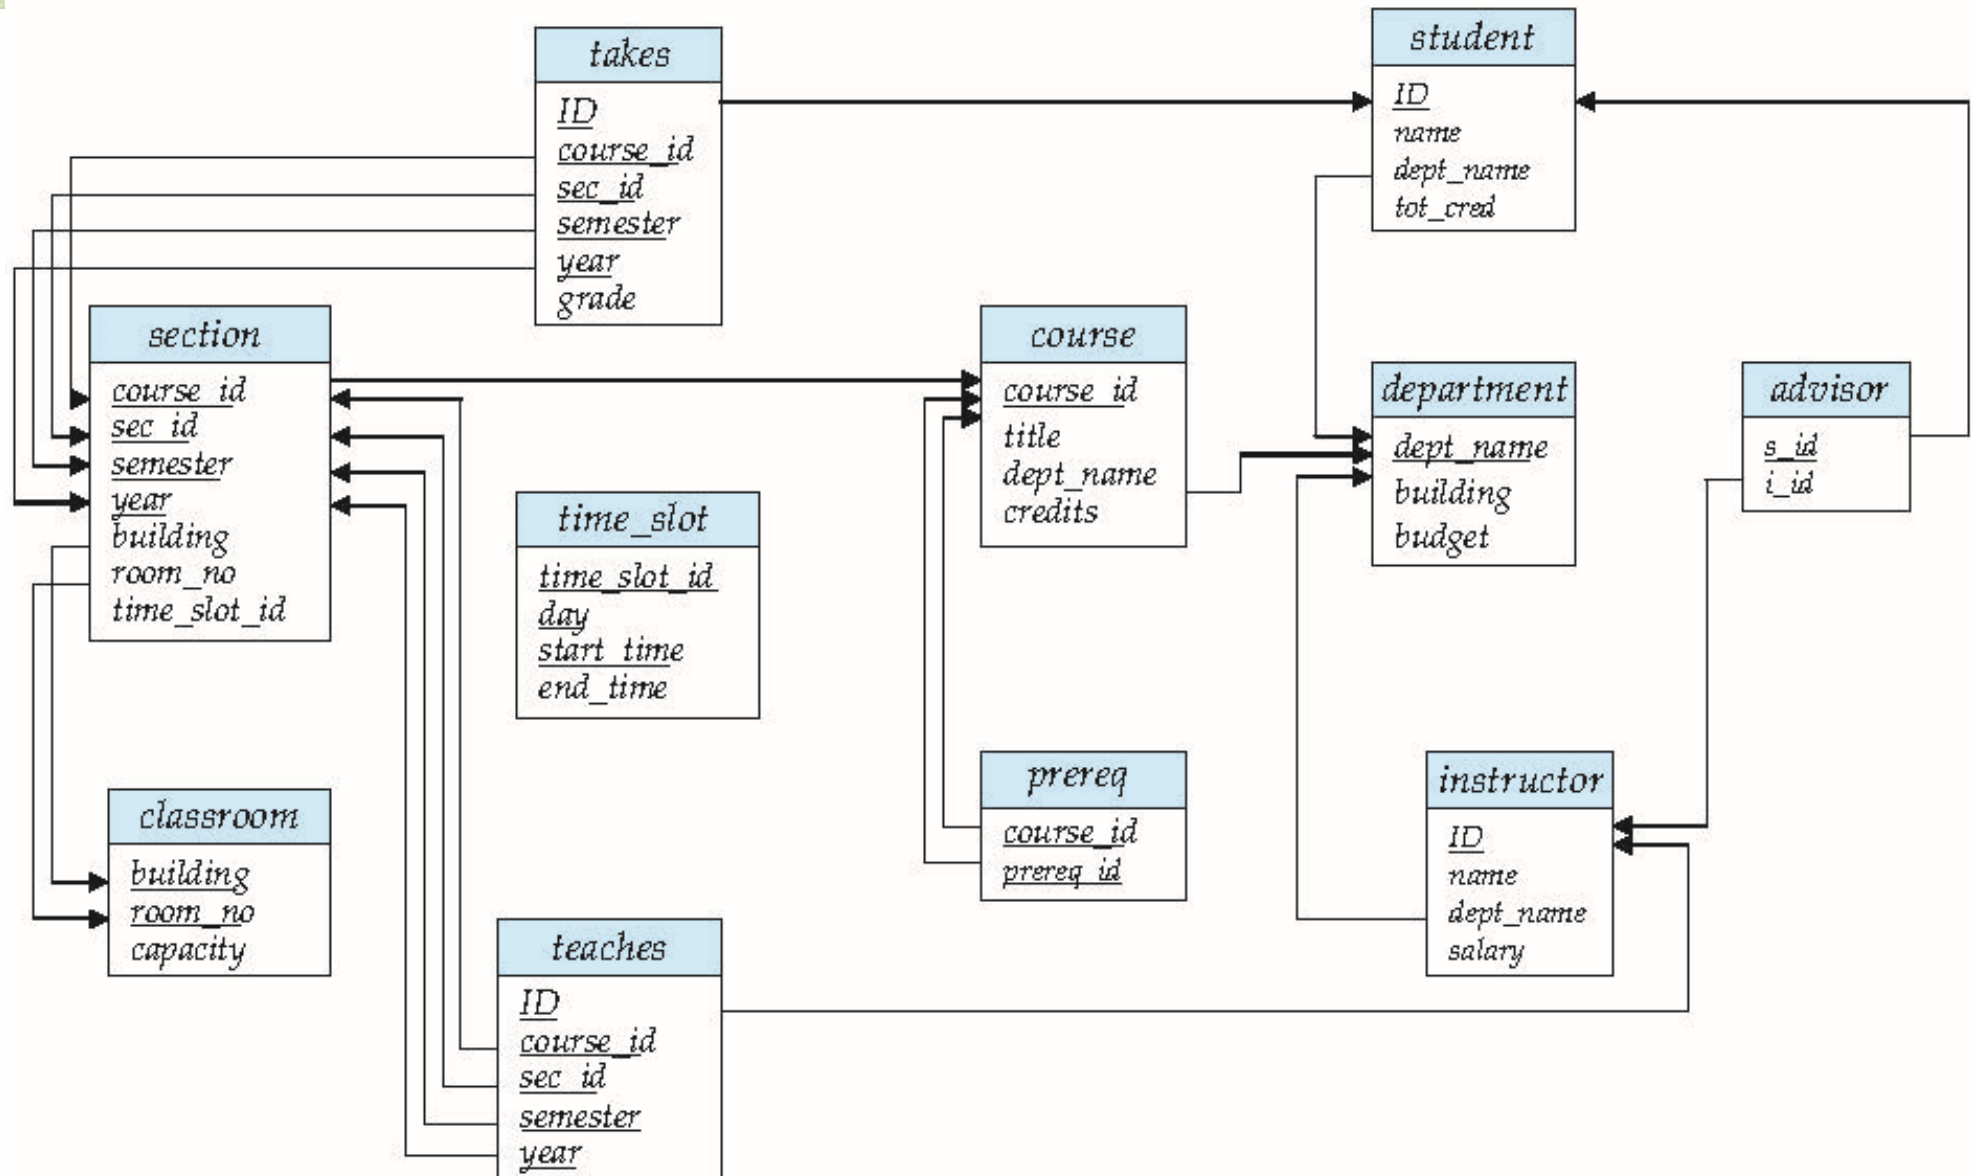 takes
ID
course_id
sec_id
semester
year
grade
student
ID
name
dept_name
tot_cred
section
course_id
sec_id
semester
year
building
room_no
time_slot_id
course
course_id
title
dept_name
credits
department
dept_name
building
budget
advisor
s_id
i_id
time_slot
time_slot_id
day
start_time
end_time
prereq
course_id
prereq_id
instructor
ID
name
dept_name
salary
classroom
building
room_no
capacity
teaches
ID
course_id
sec_id
semester
year